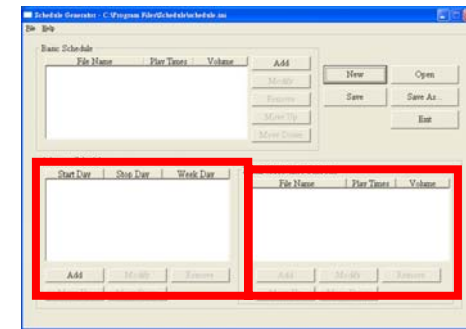 Schedule Generator - C:\Program Files\Schedule\schedule.ini
File Help
Basic Schedule
File Name Play Times Volume
Add
Modify
Remove
Move Up
Move Down
New Open
Save Save As...
Exit
Start Day Stop Day Week Day
Add Modify Remove
File Name Play Times Volume
Add Modify Remove